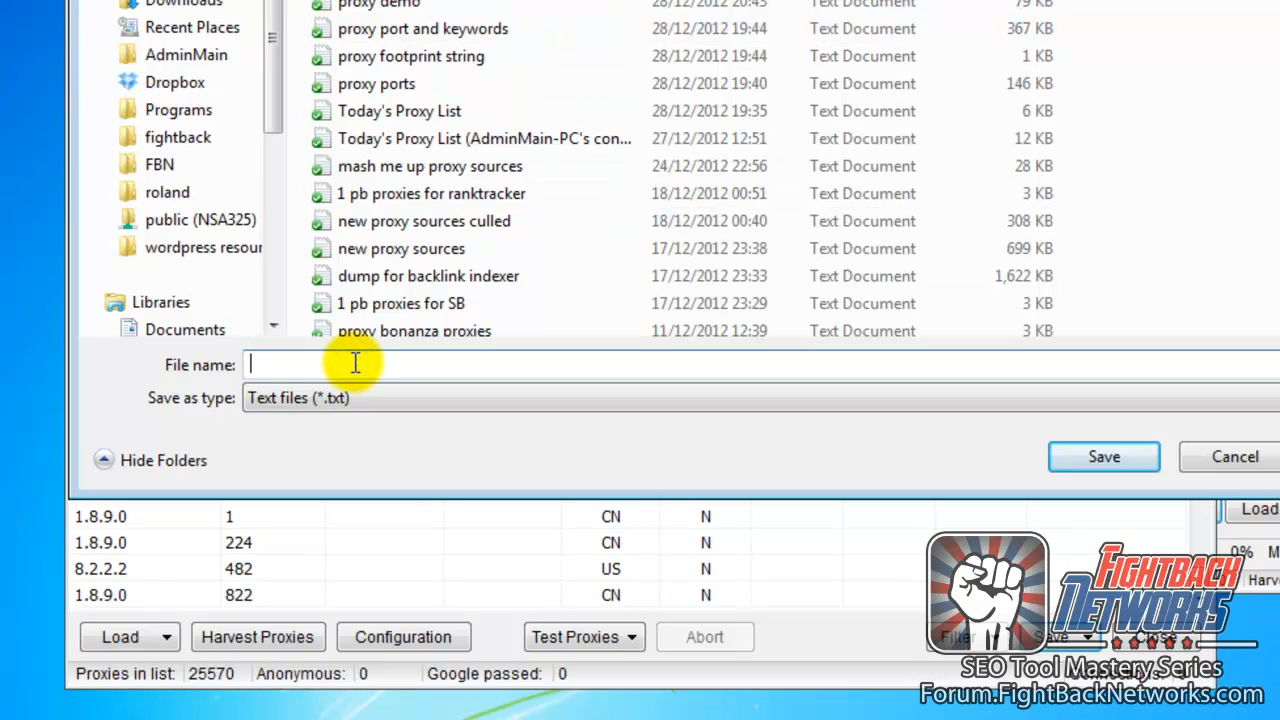 Downloads
proxy demo 28/12/2012 20:43 Text Document 79 KB
Recent Places
proxy port and keywords 28/12/2012 19:44 Text Document 367 KB
AdminMain
proxy footprint string 28/12/2012 19:44 Text Document 1 KB
Dropbox
proxy ports 28/12/2012 19:40 Text Document 146 KB
Programs
Today's Proxy List 28/12/2012 19:35 Text Document 6 KB
fightback
Today's Proxy List (AdminMain-PC's con... 27/12/2012 12:51 Text Document 12 KB
FBN
mash me up proxy sources 24/12/2012 22:56 Text Document 28 KB
roland
1 pb proxies for ranktracker 18/12/2012 00:51 Text Document 3 KB
public (NSA325)
new proxy sources culled 18/12/2012 00:40 Text Document 308 KB
wordpress resour
new proxy sources 17/12/2012 23:38 Text Document 699 KB
dump for backlink indexer 17/12/2012 23:33 Text Document 1,622 KB
Libraries
1 pb proxies for SB 17/12/2012 23:29 Text Document 3 KB
Documents
proxy bonanza proxies 11/12/2012 12:39 Text Document 3 KB
File name:
Save as type: Text files (*.txt)
Hide Folders
Save Cancel
1.8.9.0 1 CN N
Load
1.8.9.0 224 CN N
0% M
8.2.2.2 482 US N
Harv
1.8.9.0 822 CN N
Load Harvest Proxies Configuration Test Proxies Abort Filter Save Close
Proxies in list: 25570 Anonymous: 0 Google passed: 0
FIGHTBACK
NETWORKS
SEO Tool Mastery Series
Forum.FightBackNetworks.com